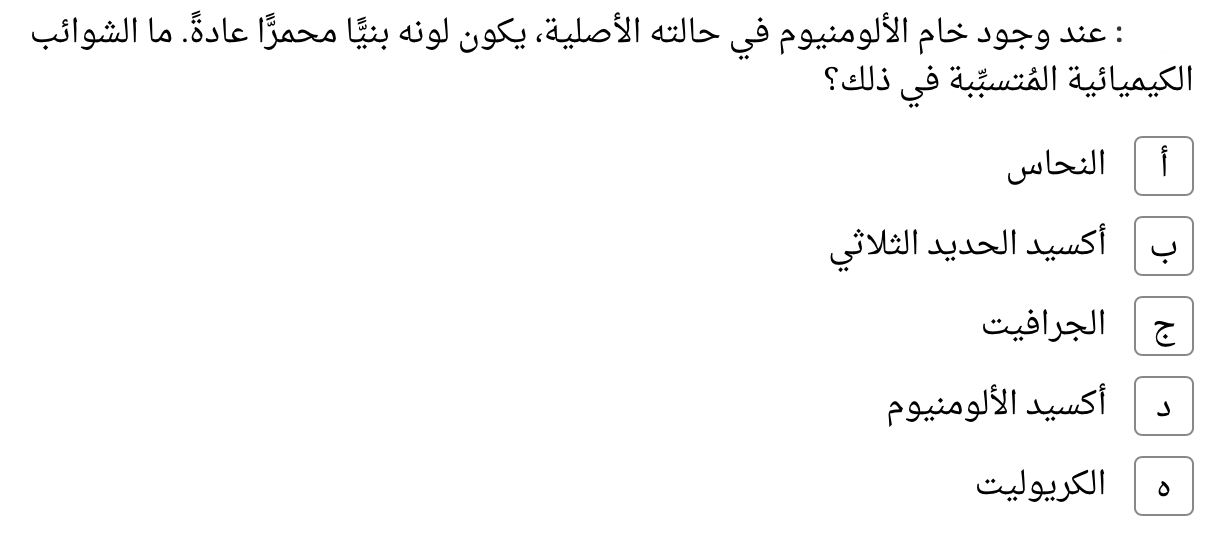 : عند وجود خام الألومنيوم في حالته الأصلية، يكون لونه بنيًّا محمرًّا عادةً. ما الشوائب
الكيميائية المُتسبِّبة في ذلك؟
أ النحاس
ب أكسيد الحديد الثلاثي
ج الجرافيت
د أكسيد الألومنيوم
ه الكريوليت